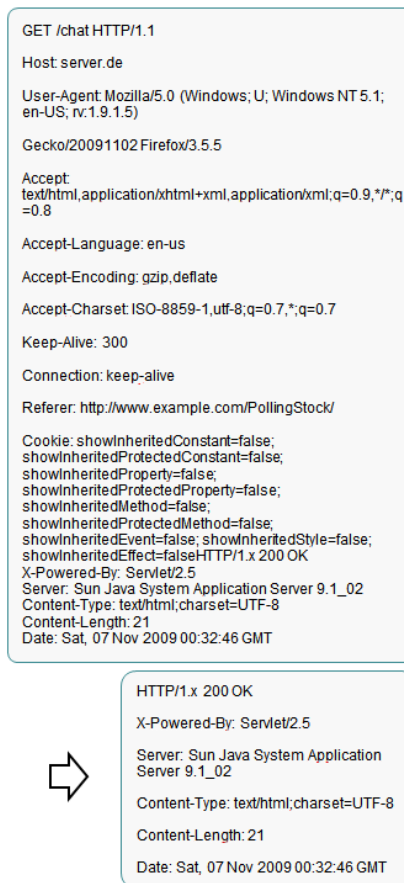 GET /chat HTTP/1.1
Host: server.de
User-Agent: Mozilla/5.0 (Windows; U; Windows NT 5.1;
en-US; rv:1.9.1.5)
Gecko/20091102 Firefox/3.5.5
Accept:
text/html,application/xhtml+xml,application/xml;q=0.9,*/*;q
=0.8
Accept-Language: en-us
Accept-Encoding: gzip,deflate
Accept-Charset: ISO-8859-1,utf-8;q=0.7,*;q=0.7
Keep-Alive: 300
Connection: keep-alive
Referer: http://www.example.com/PollingStock/
Cookie: showInheritedConstant=false;
showInheritedProtectedConstant=false;
showInheritedProperty=false;
showInheritedProtectedProperty=false;
showInheritedMethod=false;
showInheritedProtectedMethod=false;
showInheritedEvent=false; showInheritedStyle=false;
showInheritedEffect=falseHTTP/1.x 200 OK
X-Powered-By: Servlet/2.5
Server: Sun Java System Application Server 9.1_02
Content-Type: text/html;charset=UTF-8
Content-Length: 21
Date: Sat, 07 Nov 2009 00:32:46 GMT
HTTP/1.x 200 OK
X-Powered-By: Servlet/2.5
Server: Sun Java System Application
Server 9.1_02
Content-Type: text/html;charset=UTF-8
Content-Length: 21
Date: Sat, 07 Nov 2009 00:32:46 GMT